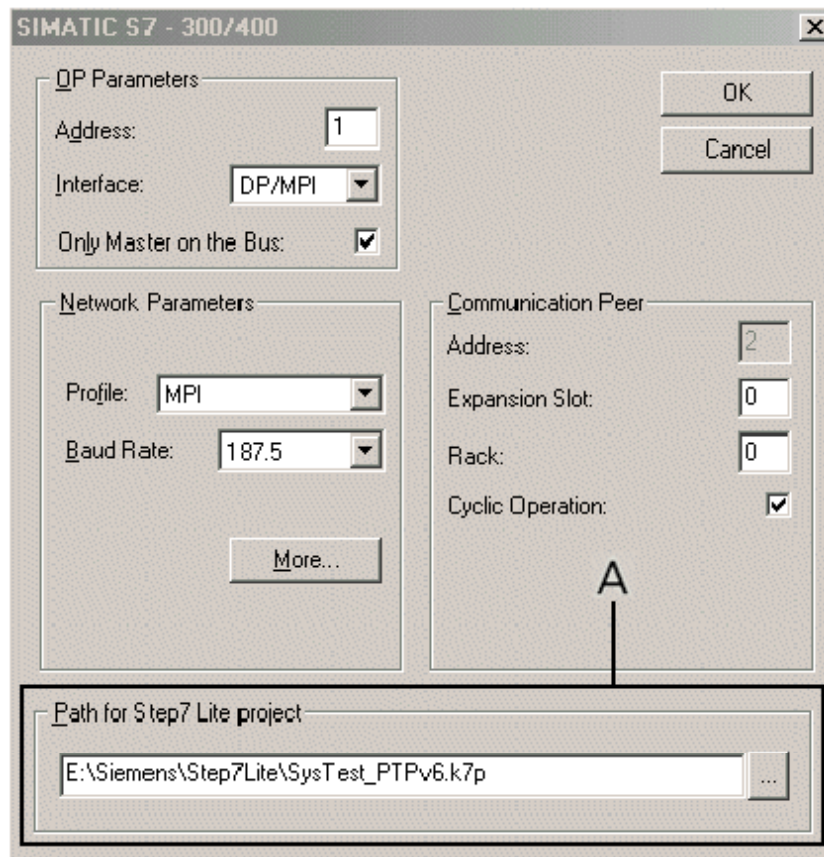 SIMATIC S7 - 300/400
OP Parameters
Address: 1
Interface: DP/MPI
Only Master on the Bus:
OK
Cancel
Network Parameters
Profile: MPI
Baud Rate: 187.5
More...
Communication Peer
Address: 2
Expansion Slot: 0
Rack: 0
Cyclic Operation:
A
Path for Step7 Lite project
E:\Siemens\Step7Lite\SysTest_PTPv6.k7p
...